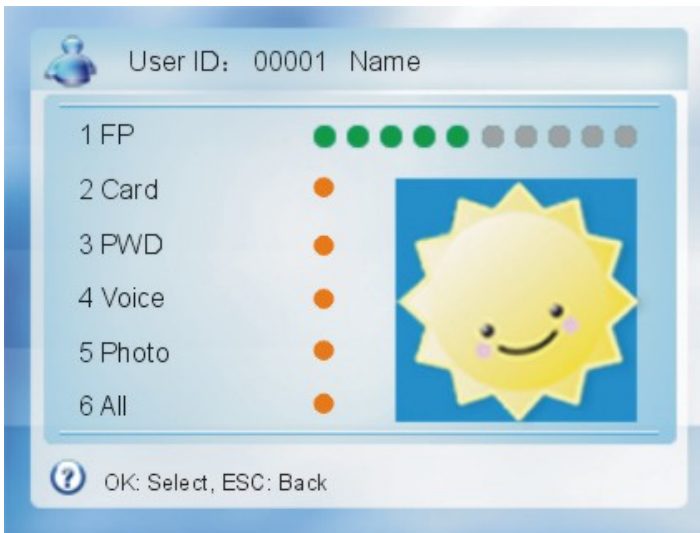 User ID： 00001 Name
1 FP
2 Card
3 PWD
4 Voice
5 Photo
6 All
OK: Select, ESC: Back